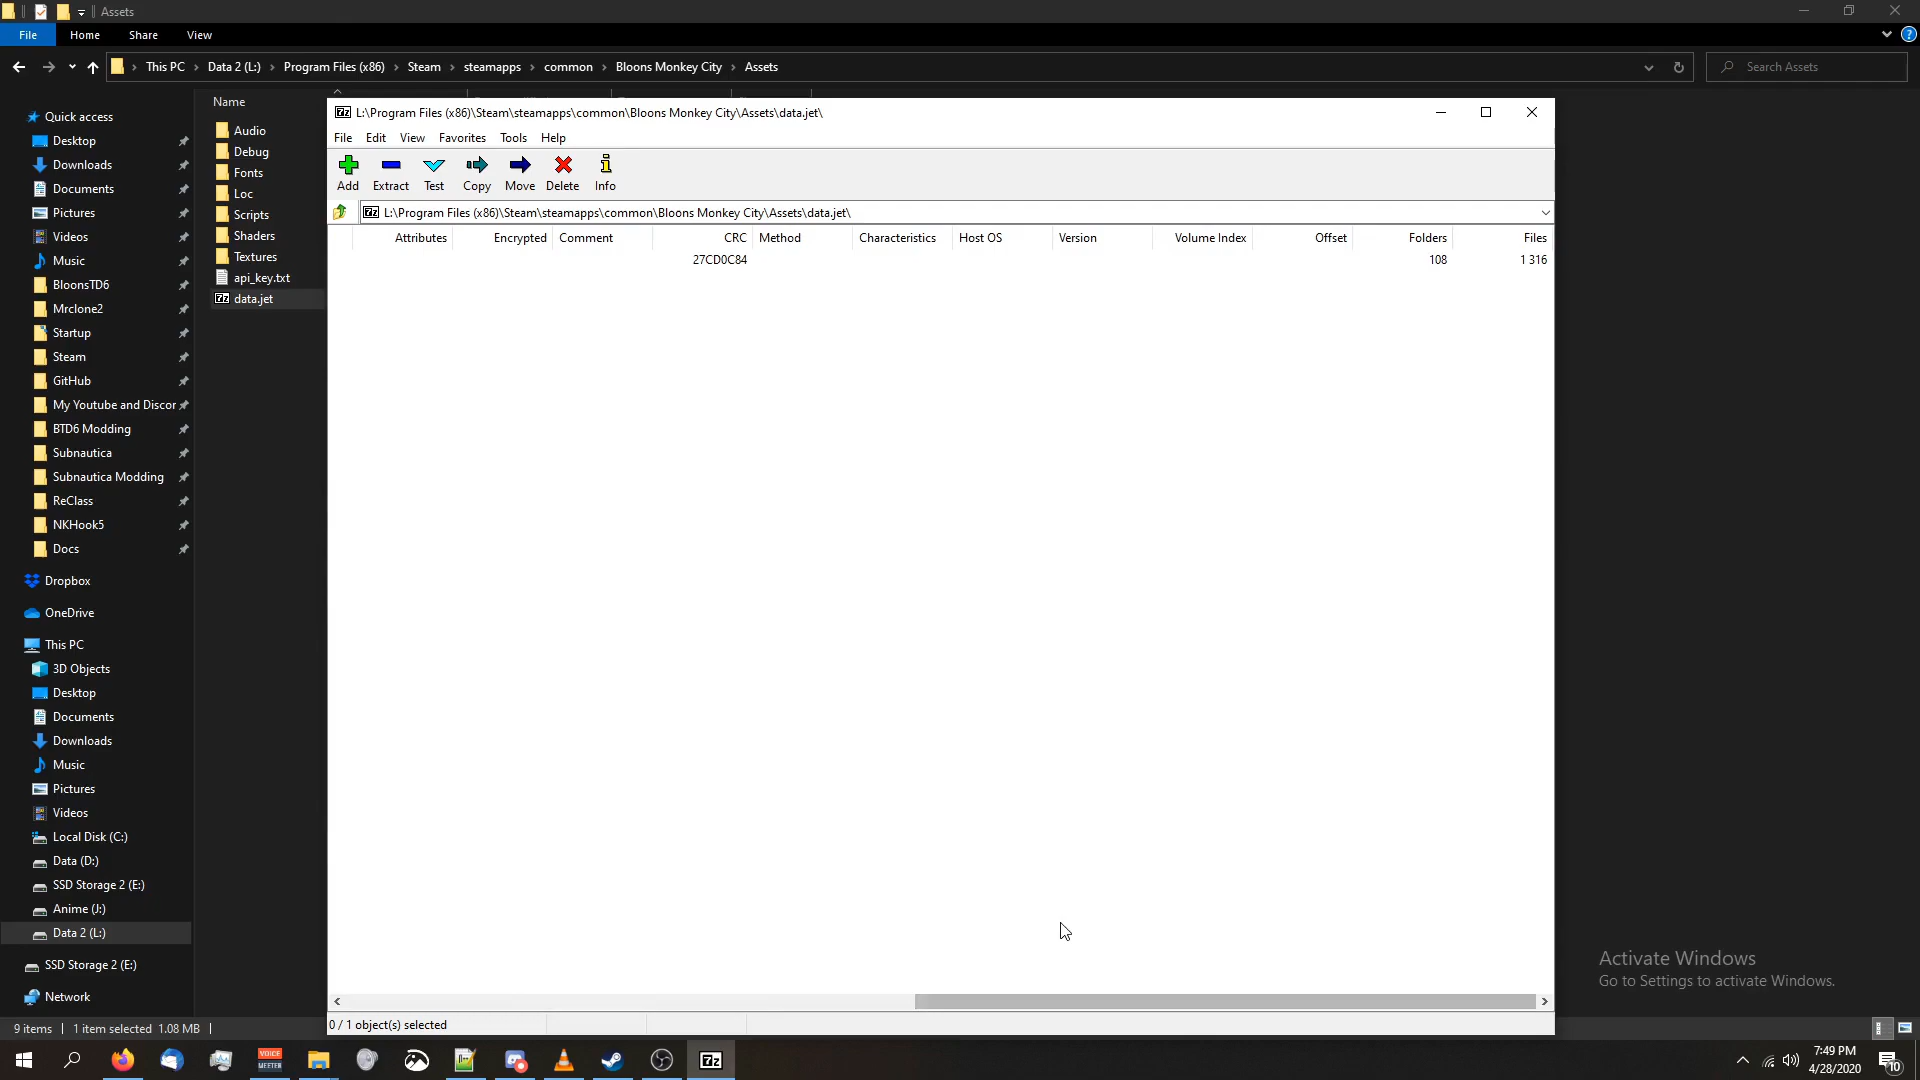 Assets
File Home Share View
This PC > Data 2 (L:) > Program Files (x86) > Steam > steamapps > common > Bloons Monkey City > Assets
Search Assets
Quick access
Desktop
Downloads
Documents
Pictures
Videos
Music
BloonsTD6
Mrclone2
Startup
Steam
GitHub
My Youtube and Discor
BTD6 Modding
Subnautica
Subnautica Modding
ReClass
NKHook5
Docs
Dropbox
OneDrive
This PC
3D Objects
Desktop
Documents
Downloads
Music
Pictures
Videos
Local Disk (C:)
Data (D:)
SSD Storage 2 (E:)
Anime (J:)
Data 2 (L:)
SSD Storage 2 (E:)
Network
9 items | 1 item selected 1.08 MB |
Name
Audio
Debug
Fonts
Loc
Scripts
Shaders
Textures
api_key.txt
7z data.jet
7z L:\Program Files (x86)\Steam\steamapps\common\Bloons Monkey City\Assets\data.jet\
File Edit View Favorites Tools Help
Add Extract Test Copy Move Delete Info
7z L:\Program Files (x86)\Steam\steamapps\common\Bloons Monkey City\Assets\data.jet\
Attributes Encrypted Comment CRC Method Characteristics Host OS Version Volume Index Offset Folders Files
27CD0C84 108 1 316
0 / 1 object(s) selected
Activate Windows
Go to Settings to activate Windows.
VOICE
MEETER
7z
7:49 PM
4/28/2020
10